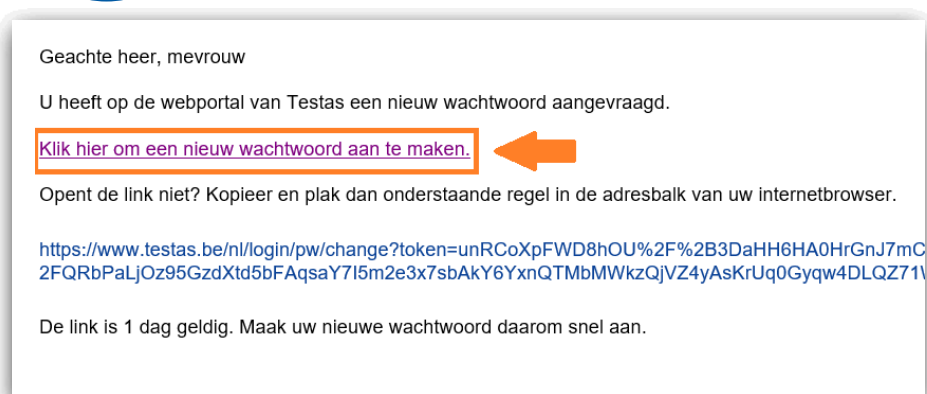 Geachte heer, mevrouw
U heeft op de webportal van Testas een nieuw wachtwoord aangevraagd.
Klik hier om een nieuw wachtwoord aan te maken.
Opent de link niet? Kopieer en plak dan onderstaande regel in de adresbalk van uw internetbrowser.
https://www.testas.be/nl/login/pw/change?token=unRCoXpFWD8hOU%2F%2B3DaHH6HA0HrGnJ7mC
2FQRbPaLjOz95GzdXtd5bFAqsaY7I5m2e3x7sbAkY6YxnQTMbMWkzQjVZ4yAsKrUq0Gyqw4DLQZ71\
De link is 1 dag geldig. Maak uw nieuwe wachtwoord daarom snel aan.